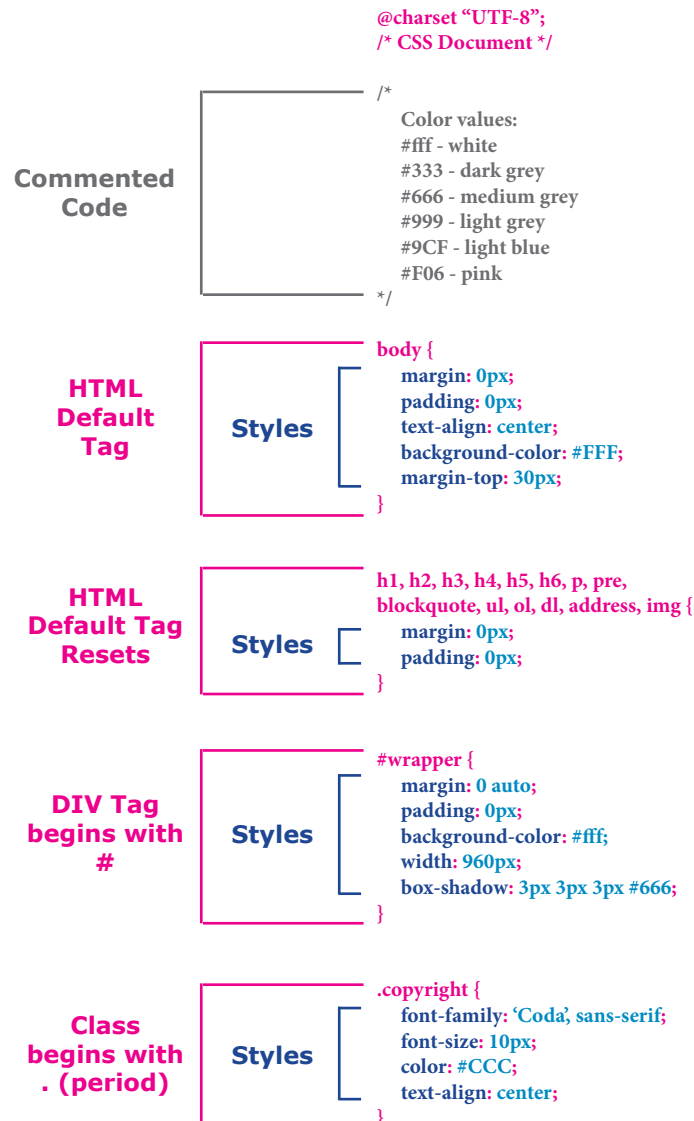 @charset “UTF-8”;
/* CSS Document */
Commented
Code
/*
Color values:
#fff - white
#333 - dark grey
#666 - medium grey
#999 - light grey
#9CF - light blue
#F06 - pink
*/
HTML
Default
Tag
Styles
body {
margin: 0px;
padding: 0px;
text-align: center;
background-color: #FFF;
margin-top: 30px;
}
HTML
Default Tag
Resets
Styles
h1, h2, h3, h4, h5, h6, p, pre,
blockquote, ul, ol, dl, address, img {
margin: 0px;
padding: 0px;
}
DIV Tag
begins with
#
Styles
#wrapper {
margin: 0 auto;
padding: 0px;
background-color: #fff;
width: 960px;
box-shadow: 3px 3px 3px #666;
}
Class
begins with
. (period)
Styles
.copyright {
font-family: ‘Coda’, sans-serif;
font-size: 10px;
color: #CCC;
text-align: center;
}